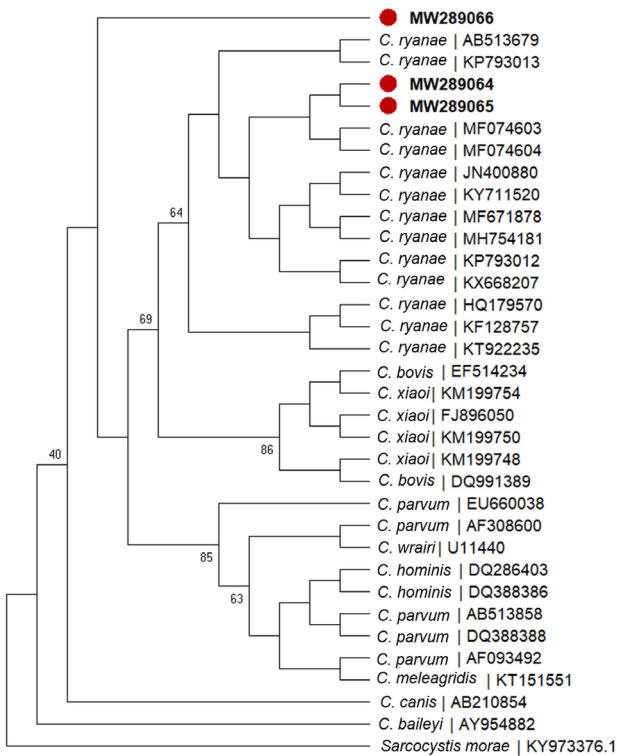 MW289066
C. ryanae | AB513679
C. ryanae | KP793013
MW289064
MW289065
C. ryanae | MF074603
C. ryanae | MF074604
C. ryanae | JN400880
C. ryanae | KY711520
64
C. ryanae | MF671878
C. ryanae | MH754181
C. ryanae | KP793012
C. ryanae | KX668207
C. ryanae | HQ179570
69
C. ryanae | KF128757
C. ryanae | KT922235
C. bovis | EF514234
C. xiaoi| KM199754
C. xiaoi| FJ896050
C. xiaoi| KM199750
86
40
C. xiaoi| KM199748
C. bovis | DQ991389
C. parvum | EU660038
C. parvum | AF308600
C. wrairi| U11440
85
C. hominis | DQ286403
C. hominis | DQ388386
63
C. parvum | AB513858
C. parvum | DQ388388
C. parvum | AF093492
C. meleagridis | KT151551
C. canis | AB210854
C. baileyi | AY954882
Sarcocystis morae | KY973376.1